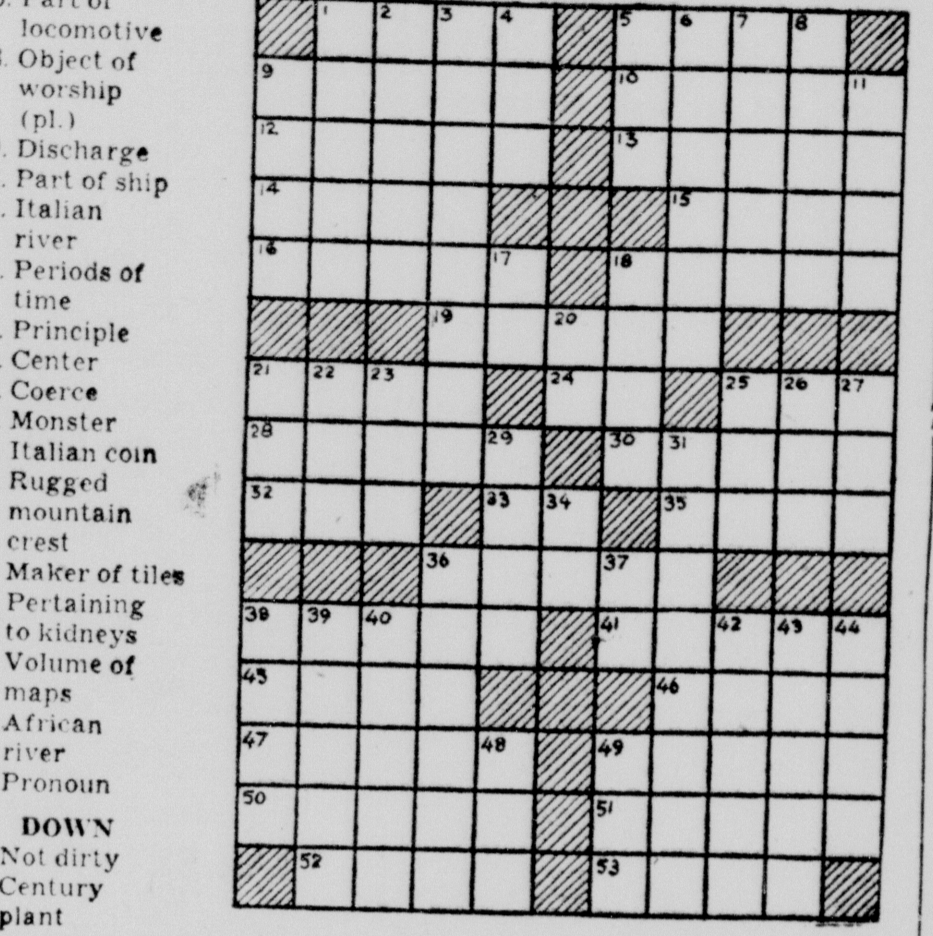 Part of
locomotive
Object of
worship
(pl.)
Discharge
Part of ship
Italian
river
Periods of
time
Principle
Center
Coerce
Monster
Italian coin
Rugged
mountain
crest
Maker of tiles
Pertaining
to kidneys
Volume of
maps
African
river
Pronoun
DOWN
Not dirty
Century
plant
1 2 3 4 5 6 7 8
9 10 11
12 13
14 15
16 17 18
19 20
21 22 23 24 25 26 27
28 29 30 31
32 33 34 35
36 37
38 39 40 41 42 43 44
45 46
47 48 49
50 51
52 53